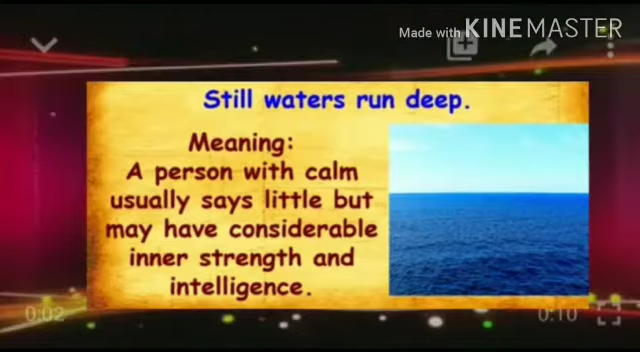 Made with KINEMASTER
Still waters run deep.
Meaning:
A person with calm
usually says little but
may have considerable
inner strength and
intelligence.
0:02
0:10